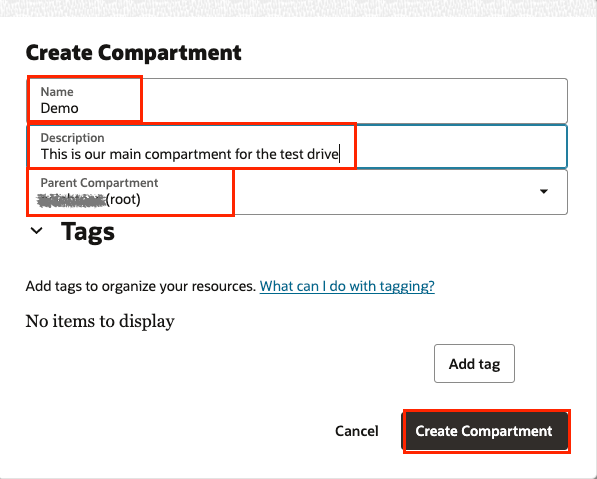 Create Compartment
Name
Demo
Description
This is our main compartment for the test drive
Parent Compartment
(root)
Tags
Add tags to organize your resources. What can I do with tagging?
No items to display
Add tag
Cancel Create Compartment